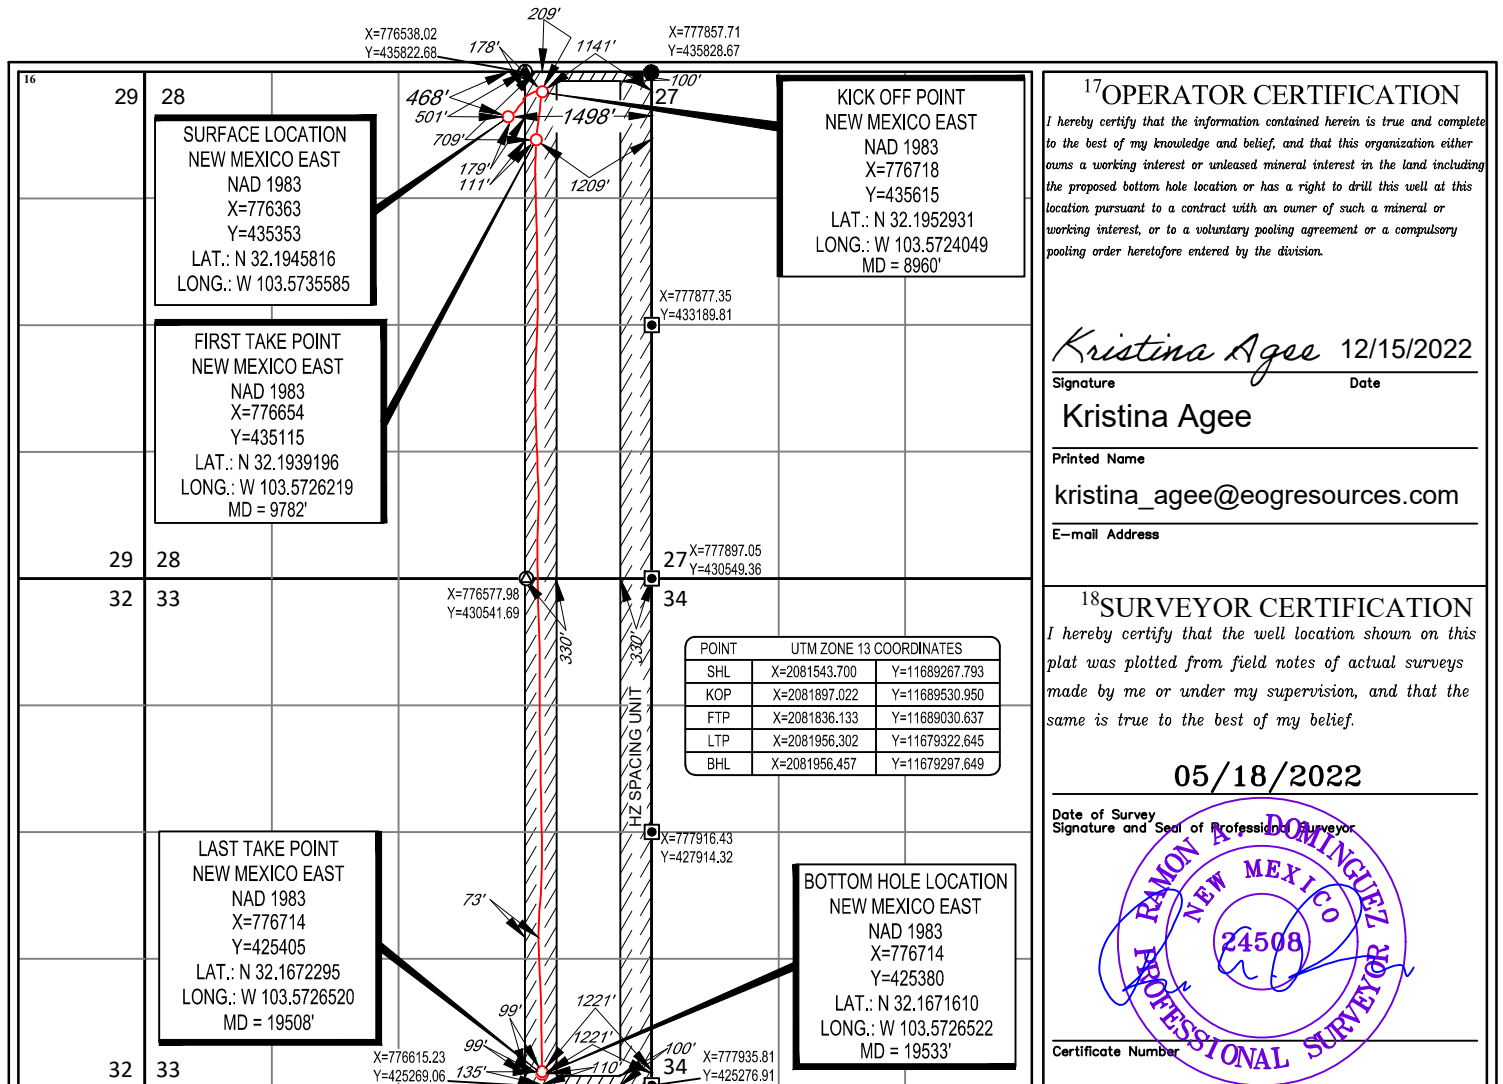 209'
X=776538.02
Y=435822.68
178'
1141'
X=777857.71
Y=435828.67
16
29 28
27
100'
468'
501'
1498'
709'
179'
111'
1209'
SURFACE LOCATION
NEW MEXICO EAST
NAD 1983
X=776363
Y=435353
LAT.: N 32.1945816
LONG.: W 103.5735585
KICK OFF POINT
NEW MEXICO EAST
NAD 1983
X=776718
Y=435615
LAT.: N 32.1952931
LONG.: W 103.5724049
MD = 8960'
X=777877.35
Y=433189.81
FIRST TAKE POINT
NEW MEXICO EAST
NAD 1983
X=776654
Y=435115
LAT.: N 32.1939196
LONG.: W 103.5726219
MD = 9782'
29 28
27
X=777897.05
Y=430549.36
32 33
34
X=776577.98
Y=430541.69
330'
330'
HZ SPACING UNIT
POINT UTM ZONE 13 COORDINATES
SHL X=2081543.700 Y=11689267.793
KOP X=2081897.022 Y=11689530.950
FTP X=2081836.133 Y=11689030.637
LTP X=2081956.302 Y=11679322.645
BHL X=2081956.457 Y=11679297.649
X=777916.43
Y=427914.32
73'
LAST TAKE POINT
NEW MEXICO EAST
NAD 1983
X=776714
Y=425405
LAT.: N 32.1672295
LONG.: W 103.5726520
MD = 19508'
BOTTOM HOLE LOCATION
NEW MEXICO EAST
NAD 1983
X=776714
Y=425380
LAT.: N 32.1671610
LONG.: W 103.5726522
MD = 19533'
99'
1221'
99'
1221'
100'
135'
110'
X=776615.23
Y=425269.06
X=777935.81
Y=425276.91
32 33
34
17 OPERATOR CERTIFICATION
I hereby certify that the information contained herein is true and complete
to the best of my knowledge and belief, and that this organization either
owns a working interest or unleased mineral interest in the land including
the proposed bottom hole location or has a right to drill this well at this
location pursuant to a contract with an owner of such a mineral or
working interest, or to a voluntary pooling agreement or a compulsory
pooling order heretofore entered by the division.
Kristina Agee 12/15/2022
Signature Date
Kristina Agee
Printed Name
kristina_agee@eogresources.com
E-mail Address
18 SURVEYOR CERTIFICATION
I hereby certify that the well location shown on this
plat was plotted from field notes of actual surveys
made by me or under my supervision, and that the
same is true to the best of my belief.
05/18/2022
Date of Survey
Signature and Seal of Professional Surveyor
RAMON A. DOMINGUEZ
NEW MEXICO
24508
PROFESSIONAL SURVEYOR
Certificate Number